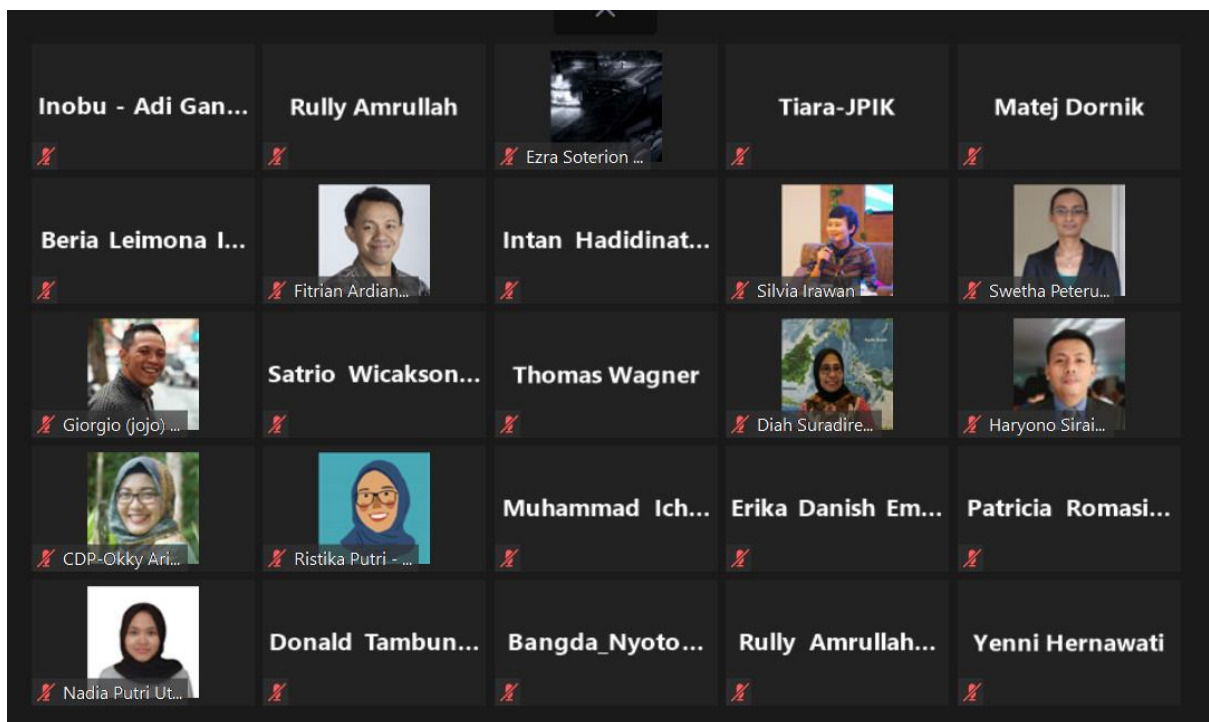 Inobu - Adi Gan...
Rully Amrullah
Ezra Soterion ...
Tiara-JPIK
Matej Dornik
Beria Leimona I...
Fitrian Ardian...
Intan Hadidinat...
Silvia Irawan
Swetha Peteru...
Giorgio (jojo) ...
Satrio Wicakson...
Thomas Wagner
Diah Suradire...
Haryono Sirai...
CDP-Okky Ari...
Ristika Putri - ...
Muhammad Ich...
Erika Danish Em...
Patricia Romasi...
Nadia Putri Ut...
Donald Tambun...
Bangda_Nyoto...
Rully Amrullah...
Yenni Hernawati